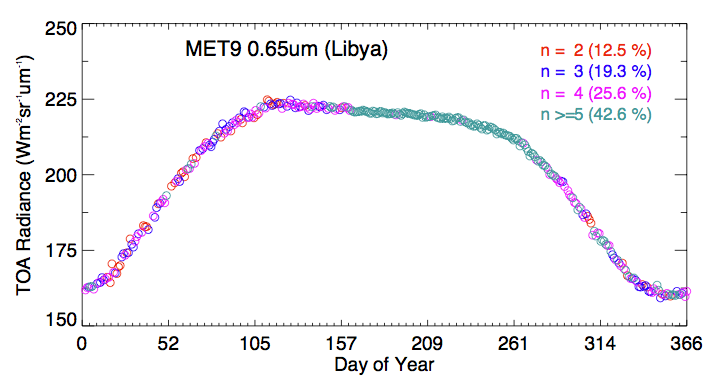 MET9 0.65um (Libya)
n = 2 (12.5 %)
n = 3 (19.3 %)
n = 4 (25.6 %)
n >=5 (42.6 %)
TOA Radiance (Wm⁻²sr⁻¹um⁻¹)
250
225
200
175
150
0 52 105 157 209 261 314 366
Day of Year